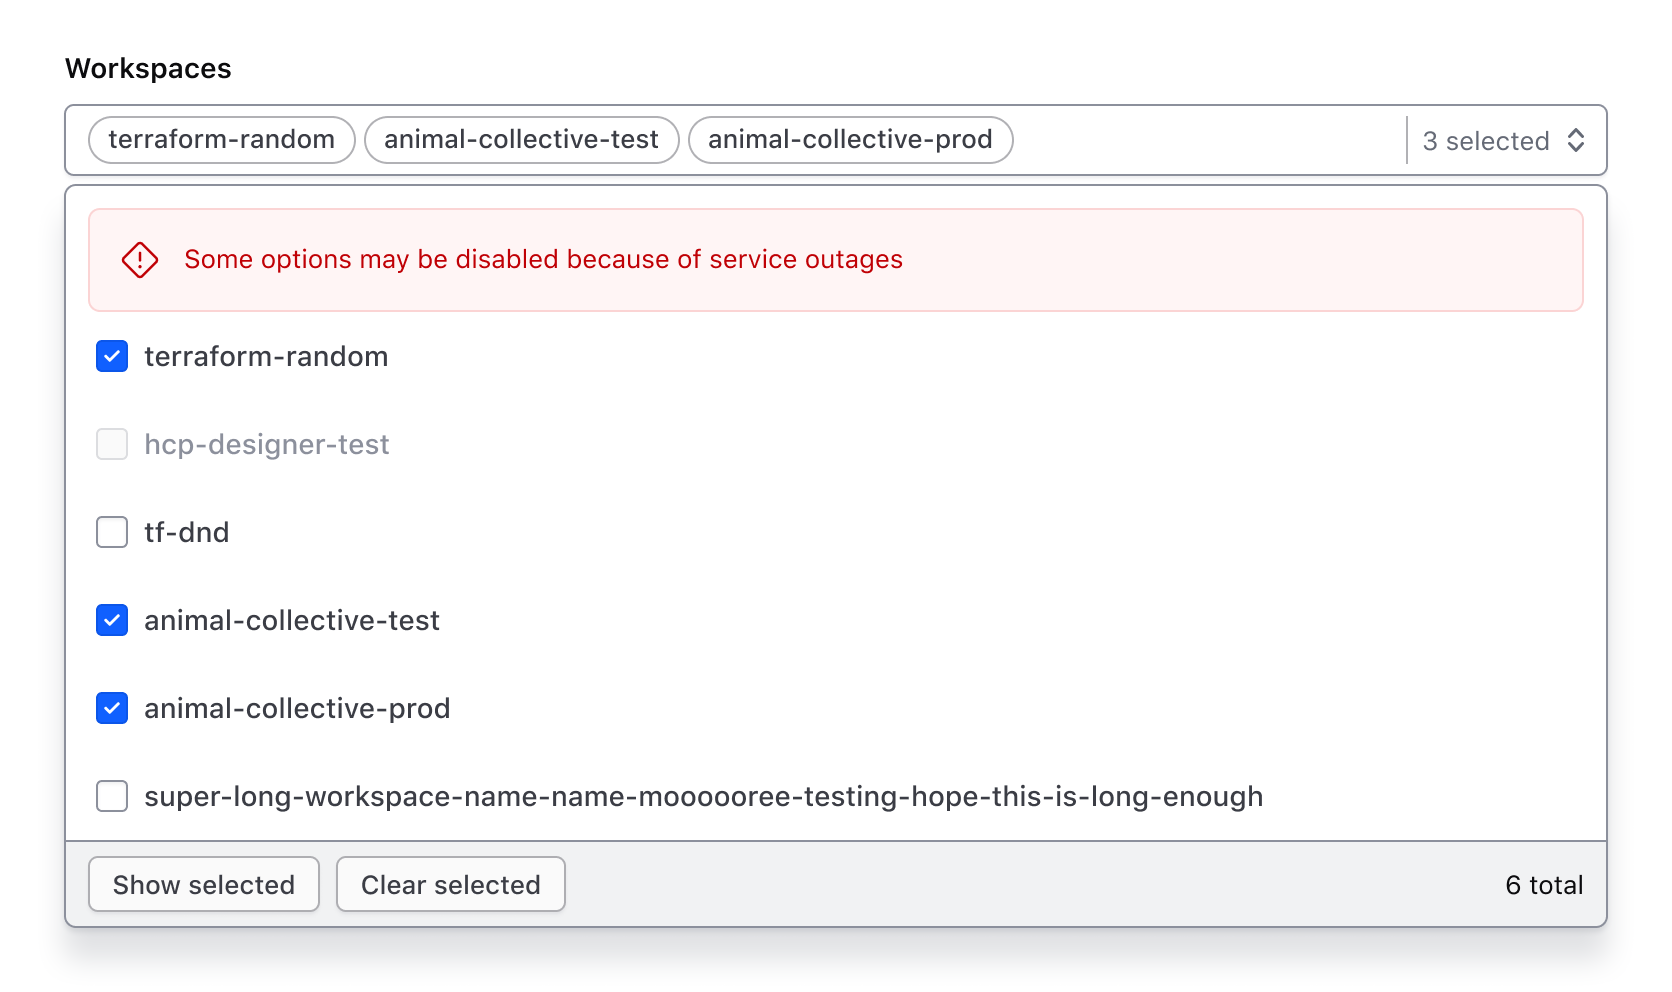 Workspaces
terraform-random animal-collective-test animal-collective-prod 3 selected
Some options may be disabled because of service outages
terraform-random
hcp-designer-test
tf-dnd
animal-collective-test
animal-collective-prod
super-long-workspace-name-name-moooooree-testing-hope-this-is-long-enough
Show selected Clear selected 6 total